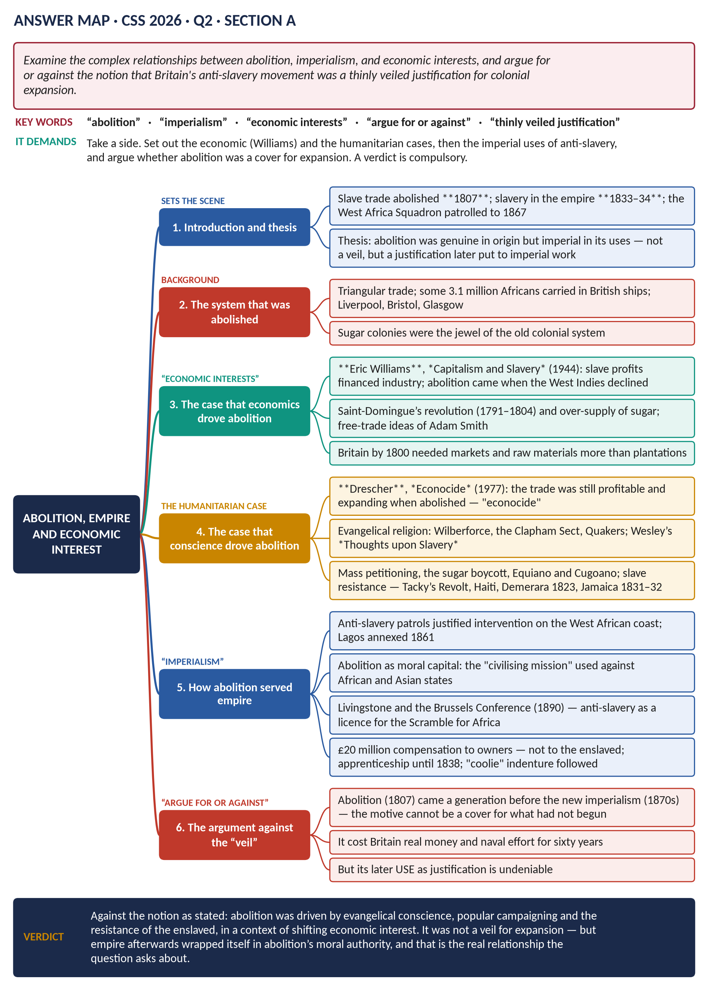 ANSWER MAP · CSS 2026 · Q2 · SECTION A
Examine the complex relationships between abolition, imperialism, and economic interests, and argue for
or against the notion that Britain's anti-slavery movement was a thinly veiled justification for colonial
expansion.
KEY WORDS “abolition” · “imperialism” · “economic interests” · “argue for or against” · “thinly veiled justification”
IT DEMANDS Take a side. Set out the economic (Williams) and the humanitarian cases, then the imperial uses of anti-slavery,
and argue whether abolition was a cover for expansion. A verdict is compulsory.
ABOLITION, EMPIRE
AND ECONOMIC
INTEREST
SETS THE SCENE
1. Introduction and thesis
Slave trade abolished **1807**; slavery in the empire **1833–34**; the
West Africa Squadron patrolled to 1867
Thesis: abolition was genuine in origin but imperial in its uses — not
a veil, but a justification later put to imperial work
BACKGROUND
2. The system that was
abolished
Triangular trade; some 3.1 million Africans carried in British ships;
Liverpool, Bristol, Glasgow
Sugar colonies were the jewel of the old colonial system
“ECONOMIC INTERESTS”
3. The case that economics
drove abolition
**Eric Williams**, *Capitalism and Slavery* (1944): slave profits
financed industry; abolition came when the West Indies declined
Saint-Domingue’s revolution (1791–1804) and over-supply of sugar;
free-trade ideas of Adam Smith
Britain by 1800 needed markets and raw materials more than plantations
THE HUMANITARIAN CASE
4. The case that
conscience drove abolition
**Drescher**, *Econocide* (1977): the trade was still profitable and
expanding when abolished — "econocide"
Evangelical religion: Wilberforce, the Clapham Sect, Quakers; Wesley’s
*Thoughts upon Slavery*
Mass petitioning, the sugar boycott, Equiano and Cugoano; slave
resistance — Tacky’s Revolt, Haiti, Demerara 1823, Jamaica 1831–32
“IMPERIALISM”
5. How abolition served
empire
Anti-slavery patrols justified intervention on the West African coast;
Lagos annexed 1861
Abolition as moral capital: the "civilising mission" used against
African and Asian states
Livingstone and the Brussels Conference (1890) — anti-slavery as a
licence for the Scramble for Africa
£20 million compensation to owners — not to the enslaved;
apprenticeship until 1838; "coolie" indenture followed
“ARGUE FOR OR AGAINST”
6. The argument against
the “veil”
Abolition (1807) came a generation before the new imperialism (1870s)
— the motive cannot be a cover for what had not begun
It cost Britain real money and naval effort for sixty years
But its later USE as justification is undeniable
VERDICT
Against the notion as stated: abolition was driven by evangelical conscience, popular campaigning and the
resistance of the enslaved, in a context of shifting economic interest. It was not a veil for expansion — but
empire afterwards wrapped itself in abolition’s moral authority, and that is the real relationship the
question asks about.